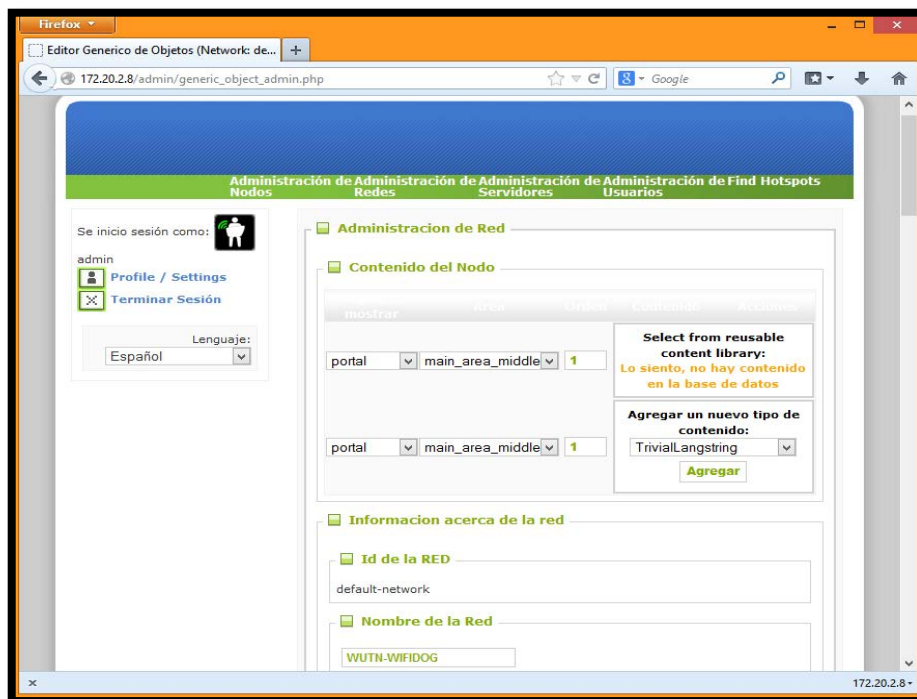 Firefox
Editor Generico de Objetos (Network: de...
172.20.2.8/admin/generic_object_admin.php
Google
Administración de Nodos
Administración de Redes
Administración de Servidores
Administración de Usuarios
Find Hotspots
Se inicio sesión como:
admin
Profile / Settings
Terminar Sesión
Lenguaje:
Español
Administracion de Red
Contenido del Nodo
mostrar Area Orden Contenido Acciones
portal main_area_middle 1
Select from reusable
content library:
Lo siento, no hay contenido
en la base de datos
portal main_area_middle 1
Agregar un nuevo tipo de
contenido:
TrivialLangstring
Agregar
Informacion acerca de la red
Id de la RED
default-network
Nombre de la Red
WUTN-WIFIDOG
172.20.2.8